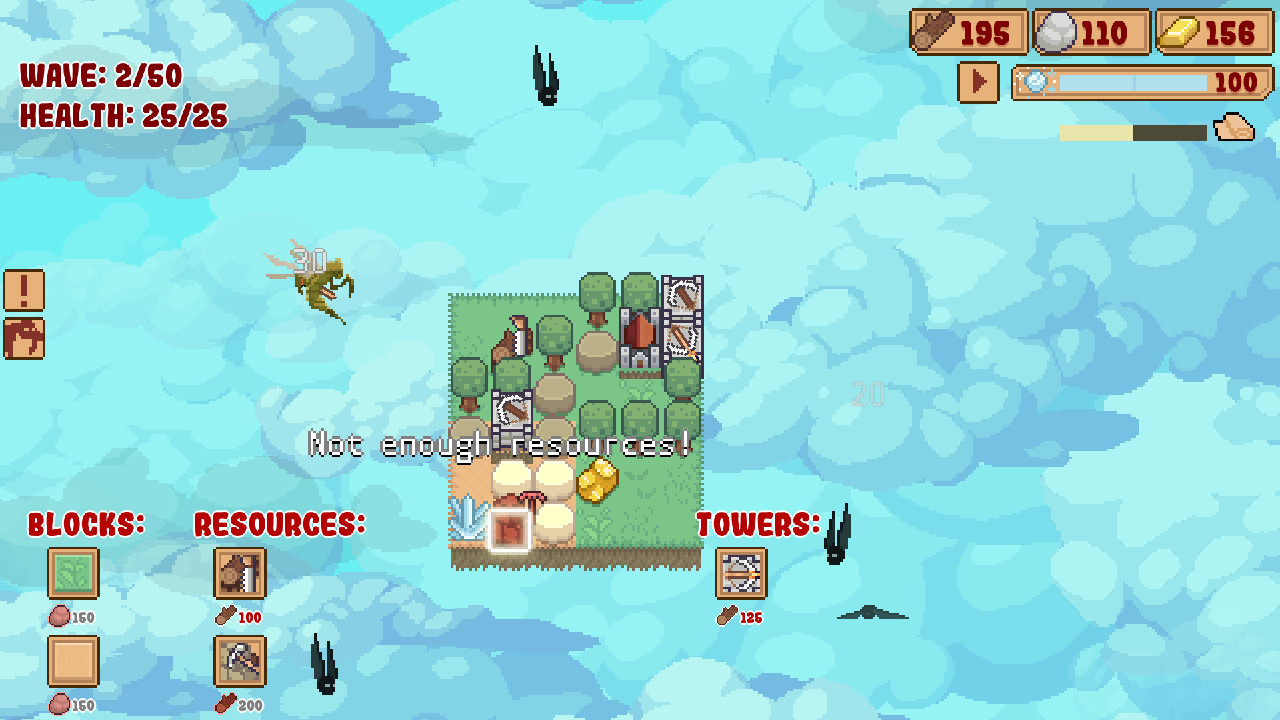 195 110 156
WAVE: 2/50
100
HEALTH: 25/25
30
20
Not enough resources!
BLOCKS: RESOURCES: TOWERS:
150 100 125
150 200